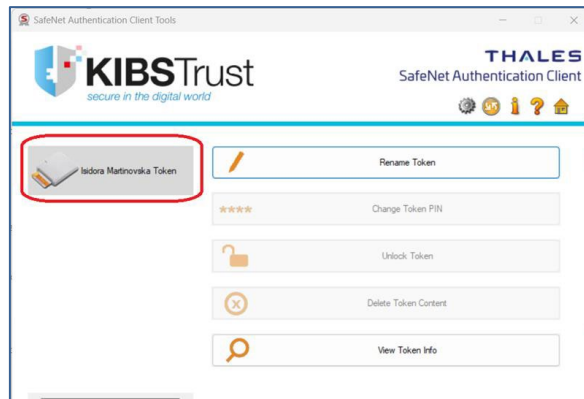 SafeNet Authentication Client Tools
KIBSTrust
secure in the digital world
THALES
SafeNet Authentication Client
Isidora Martinovska Token
Rename Token
**** Change Token PIN
Unlock Token
Delete Token Content
View Token Info